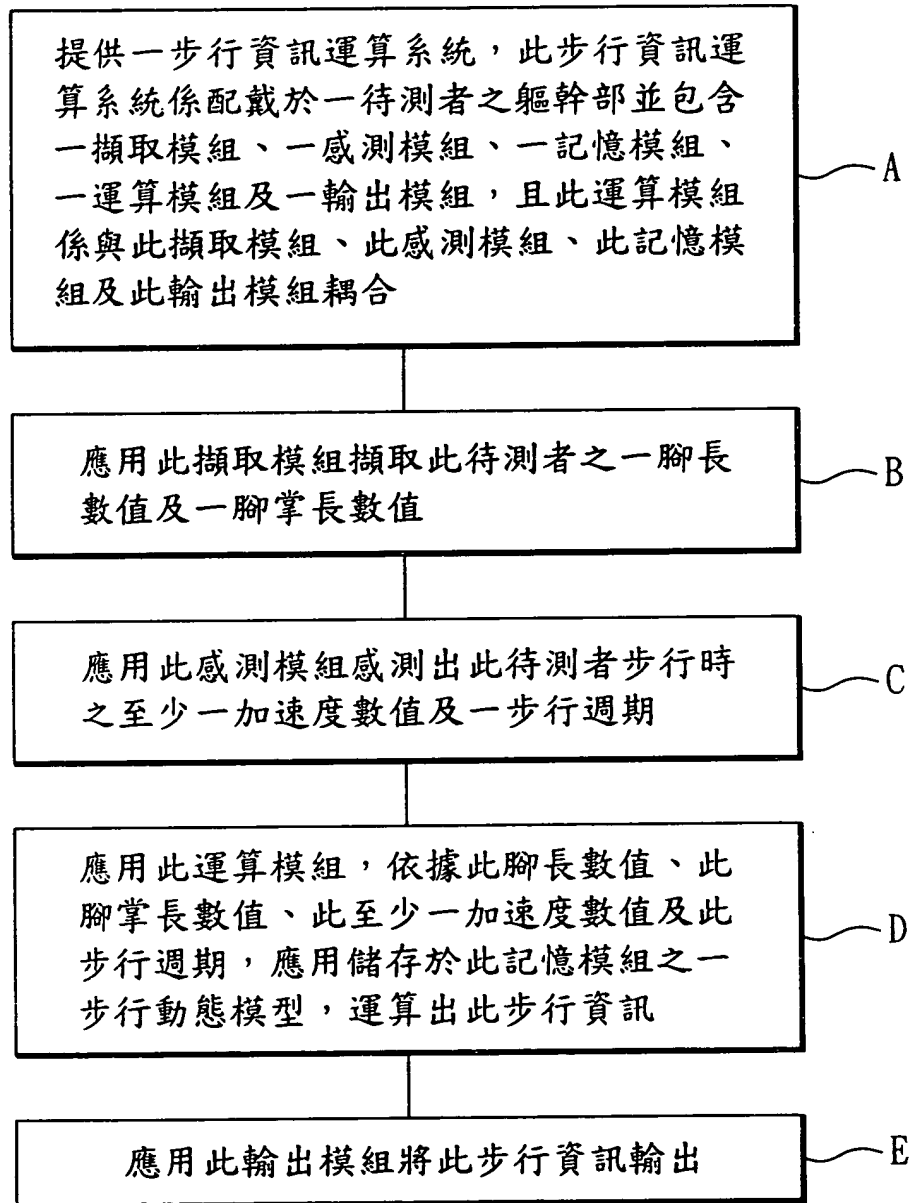 提供一步行資訊運算系統，此步行資訊運
算系統係配戴於一待測者之軀幹部並包含
一擷取模組、一感測模組、一記憶模組、
一運算模組及一輸出模組，且此運算模組
係與此擷取模組、此感測模組、此記憶模
組及此輸出模組耦合
A
應用此擷取模組擷取此待測者之一腳長
數值及一腳掌長數值
B
應用此感測模組感測出此待測者步行時
之至少一加速度數值及一步行週期
C
應用此運算模組，依據此腳長數值、此
腳掌長數值、此至少一加速度數值及此
步行週期，應用儲存於此記憶模組之一
步行動態模型，運算出此步行資訊
D
應用此輸出模組將此步行資訊輸出
E